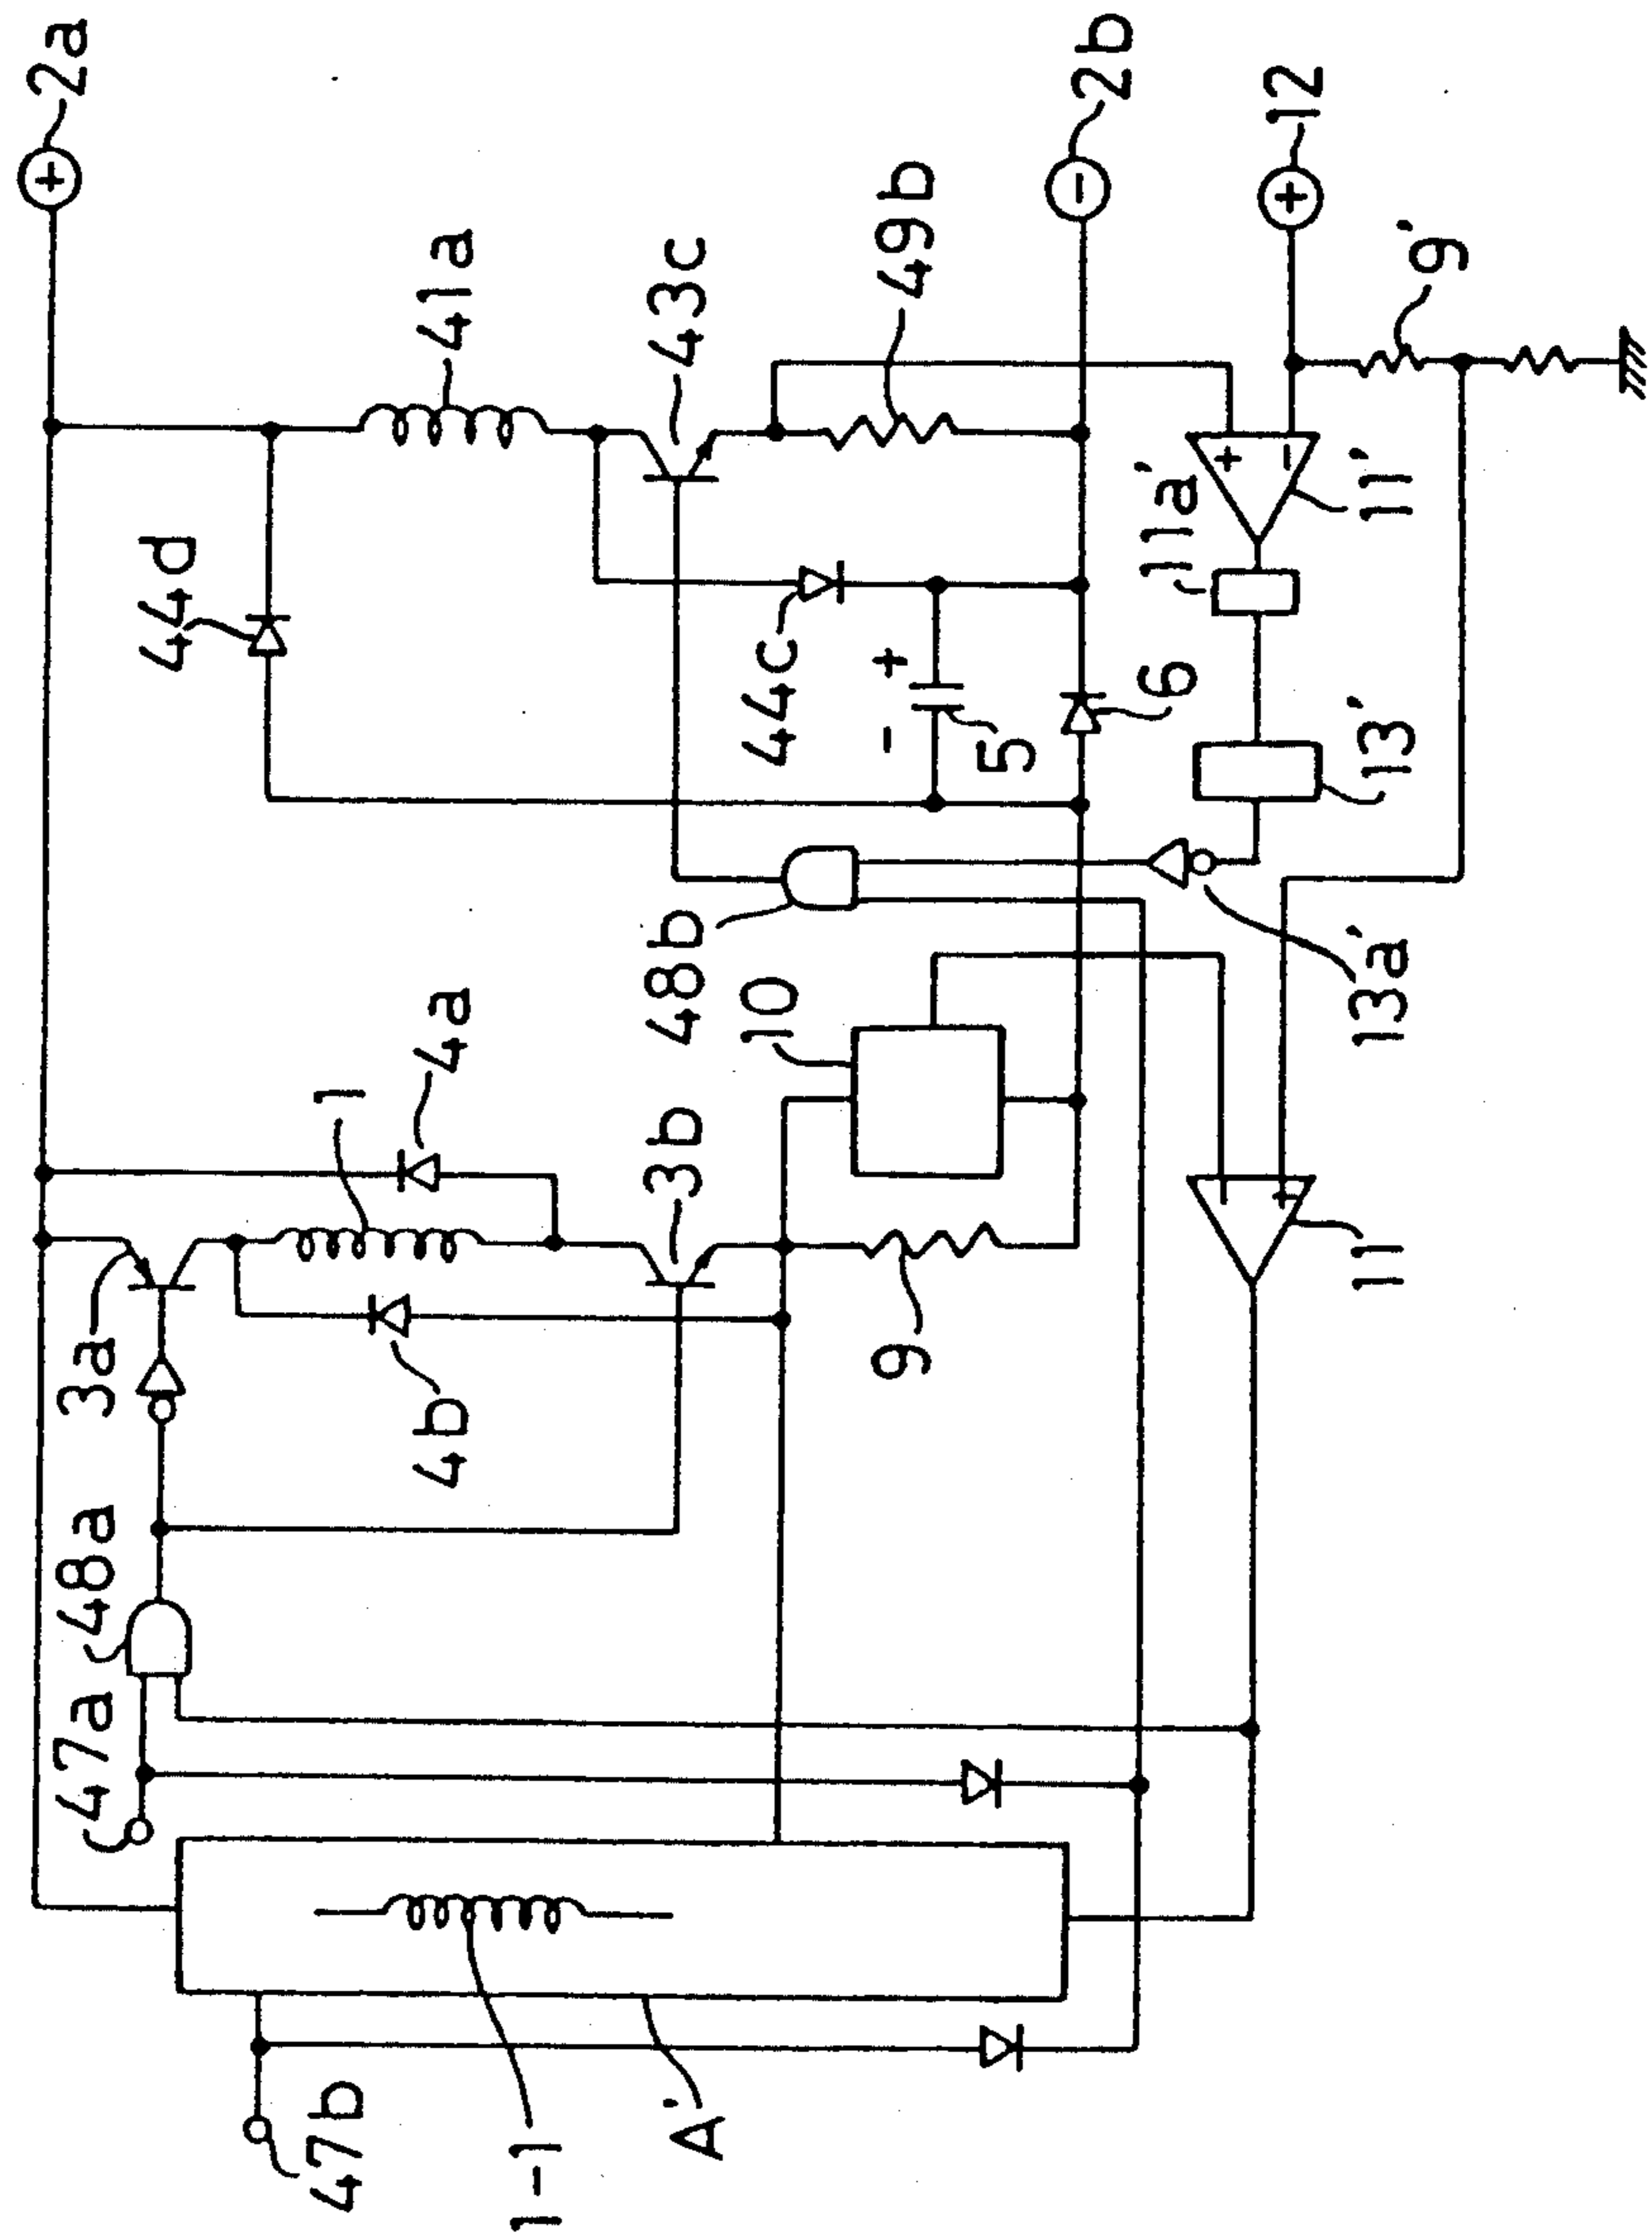 47b
1-1
A'
47a
48a
3a
4b
1
4a
3b
9
10
11
48b
13a'
44d
44c
- +
5
6
13'
11a'
11'
+
-
-
+
41a
43c
49b
9'
+
2a
-
2b
+
12